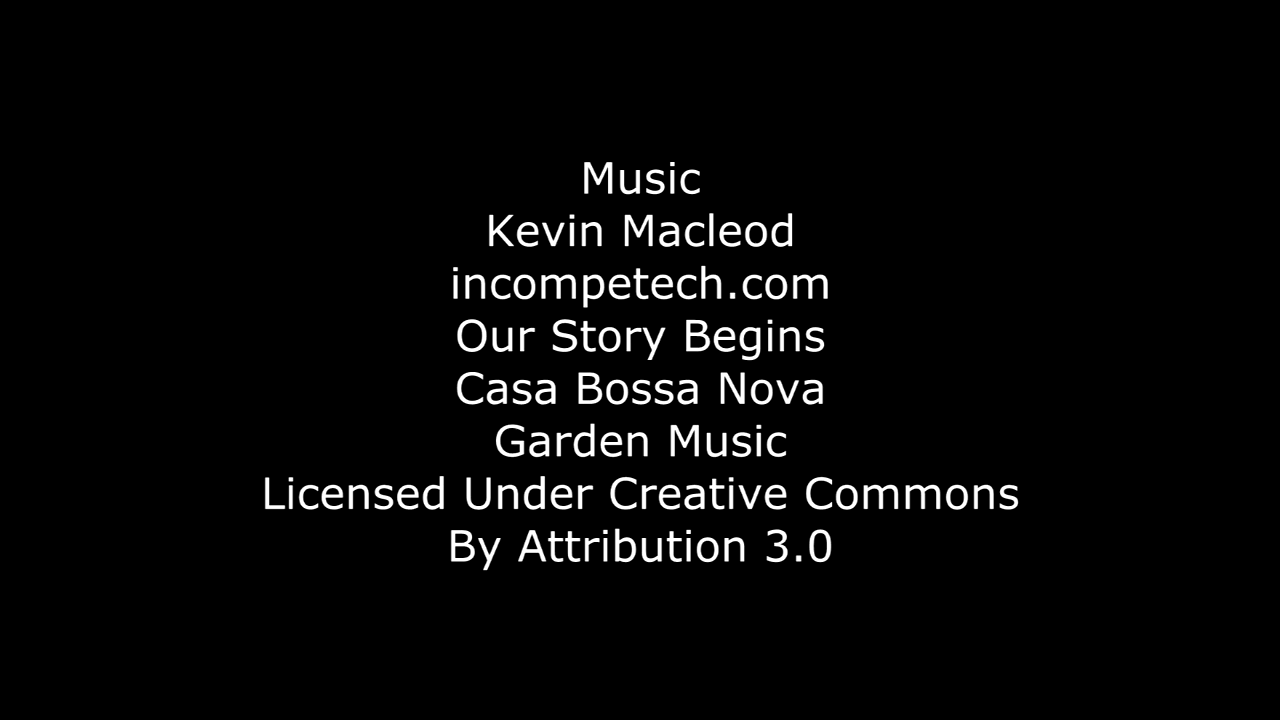 Music
Kevin Macleod
incompetech.com
Our Story Begins
Casa Bossa Nova
Garden Music
Licensed Under Creative Commons
By Attribution 3.0